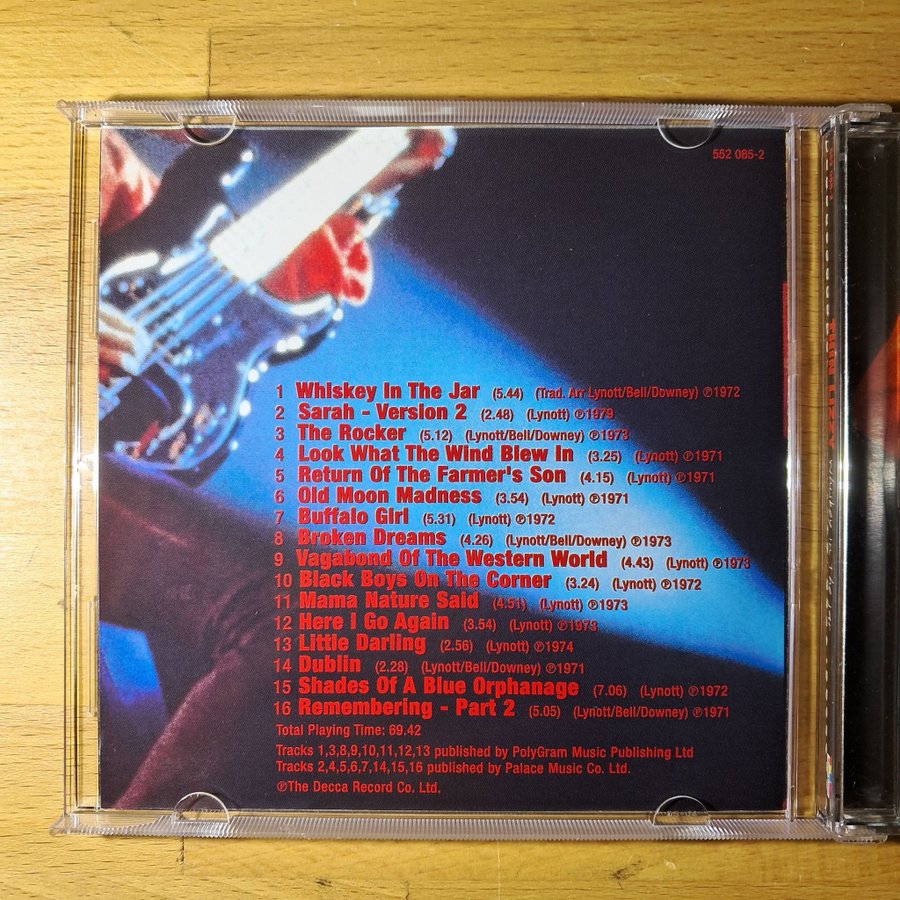 552 085-2
1 Whiskey In The Jar (5.44) (Trad. Arr Lynott/Bell/Downey) ℗1972
2 Sarah - Version 2 (2.48) (Lynott) ℗1979
3 The Rocker (5.12) (Lynott/Bell/Downey) ℗1973
4 Look What The Wind Blew In (3.25) (Lynott) ℗1971
5 Return Of The Farmer's Son (4.15) (Lynott) ℗1971
6 Old Moon Madness (3.54) (Lynott) ℗1971
7 Buffalo Girl (5.31) (Lynott) ℗1972
8 Broken Dreams (4.26) (Lynott/Bell/Downey) ℗1973
9 Vagabond Of The Western World (4.43) (Lynott) ℗1973
10 Black Boys On The Corner (3.24) (Lynott) ℗1972
11 Mama Nature Said (4.51) (Lynott) ℗1973
12 Here I Go Again (3.54) (Lynott) ℗1973
13 Little Darling (2.56) (Lynott) ℗1974
14 Dublin (2.28) (Lynott/Bell/Downey) ℗1971
15 Shades Of A Blue Orphanage (7.06) (Lynott) ℗1972
16 Remembering - Part 2 (5.05) (Lynott/Bell/Downey) ℗1971
Total Playing Time: 69.42
Tracks 1,3,8,9,10,11,12,13 published by PolyGram Music Publishing Ltd
Tracks 2,4,5,6,7,14,15,16 published by Palace Music Co. Ltd.
℗The Decca Record Co. Ltd.
THIN LIZZY